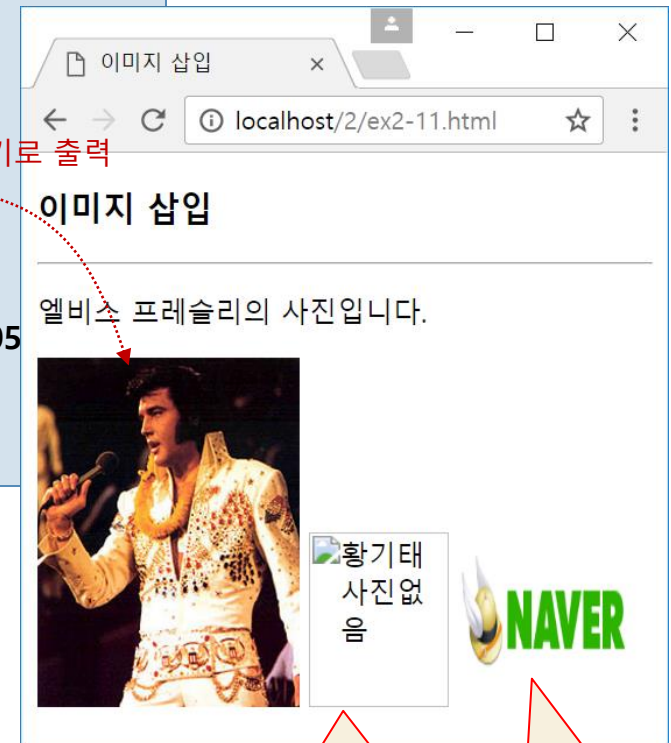 이미지 삽입
localhost/2/ex2-11.html
기로 출력
이미지 삽입
엘비스 프레슬리의 사진입니다.
05
황기태
사진없
음
NAVER